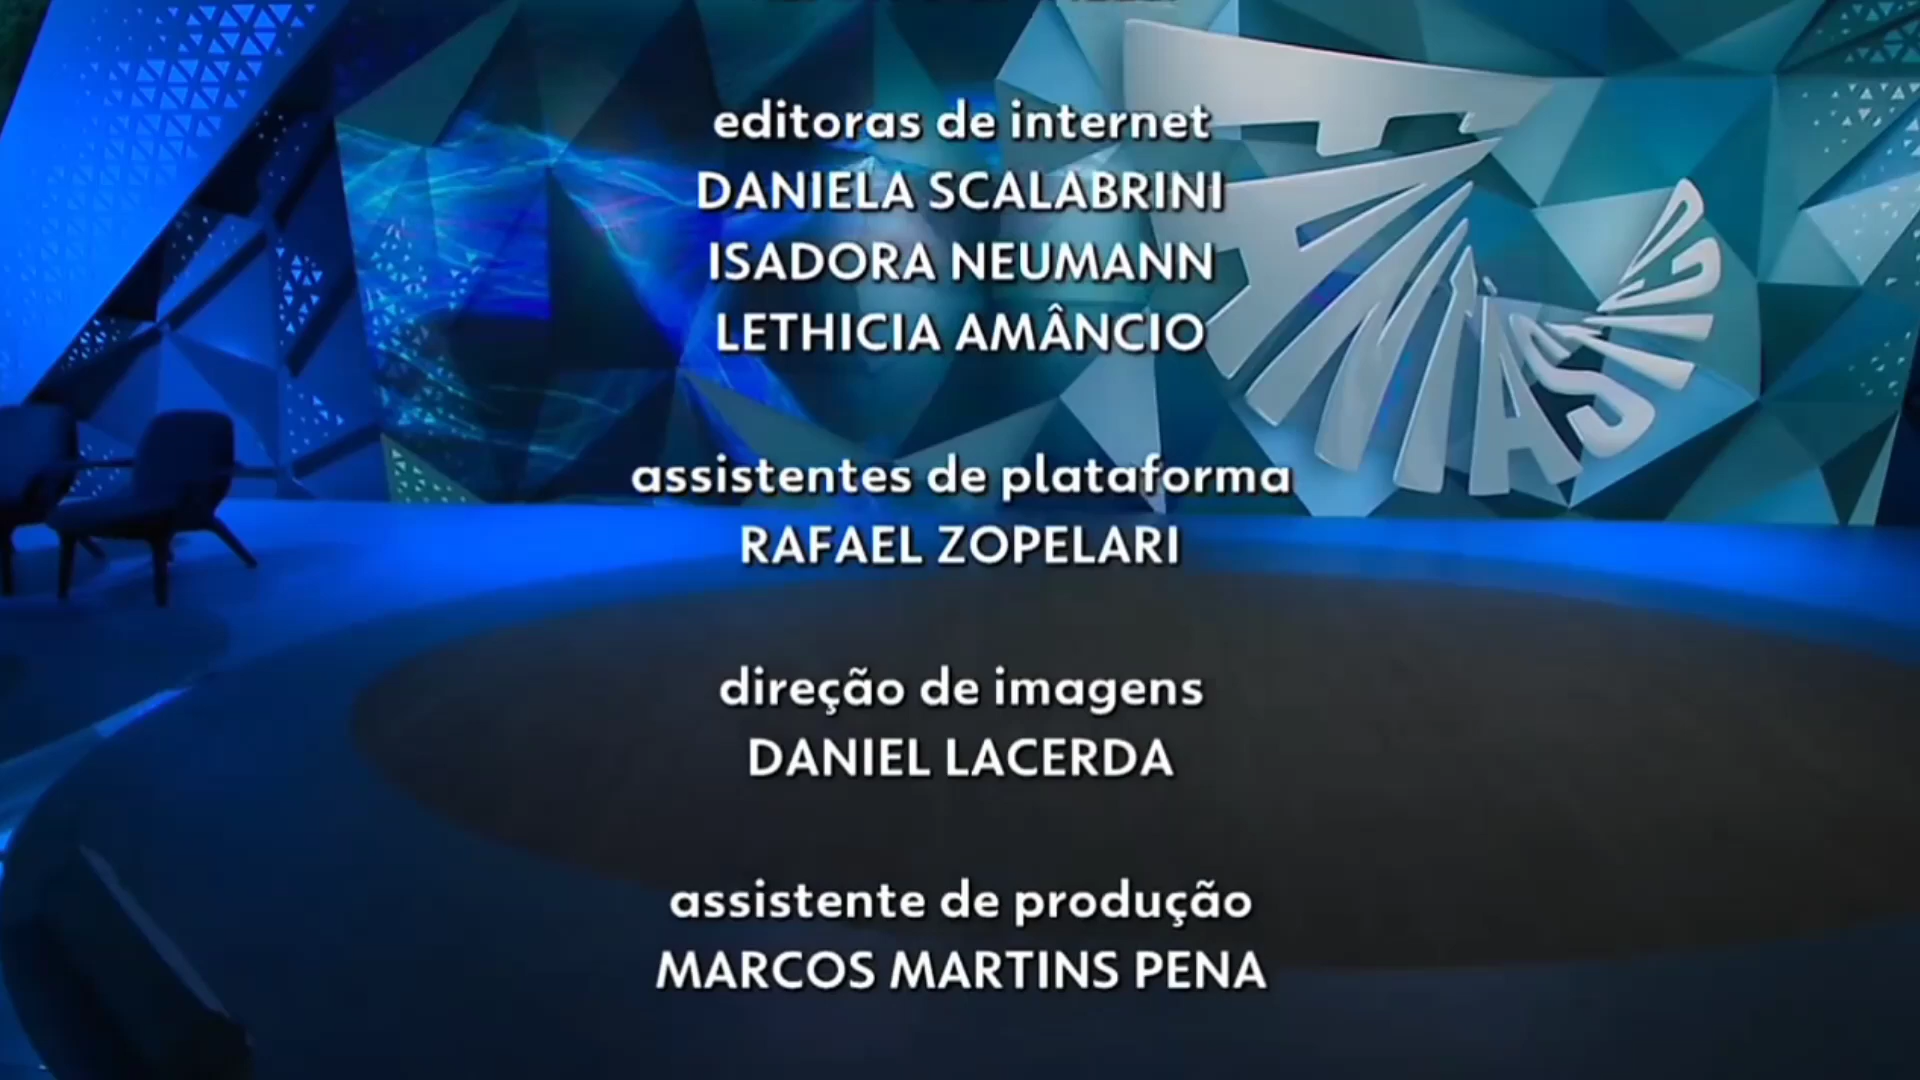 editoras de internet
DANIELA SCALABRINI
ISADORA NEUMANN
LETHICIA AMÂNCIO
assistentes de plataforma
RAFAEL ZOPELARI
direção de imagens
DANIEL LACERDA
assistente de produção
MARCOS MARTINS PENA
FANTÁSTICO